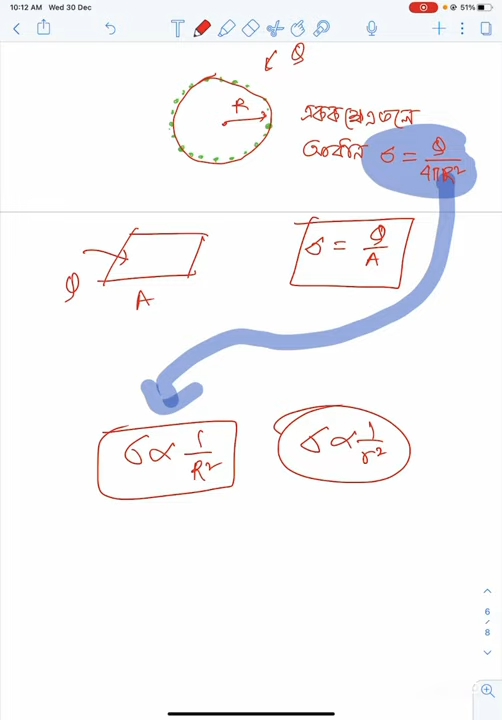 10:12 AM Wed 30 Dec
51%
Q
R
একক ক্ষেত্রফলে
আধান σ = Q/4πR²
Q
A
σ = Q/A
σ ∝ 1/R²
σ ∝ 1/r²
6
/
8